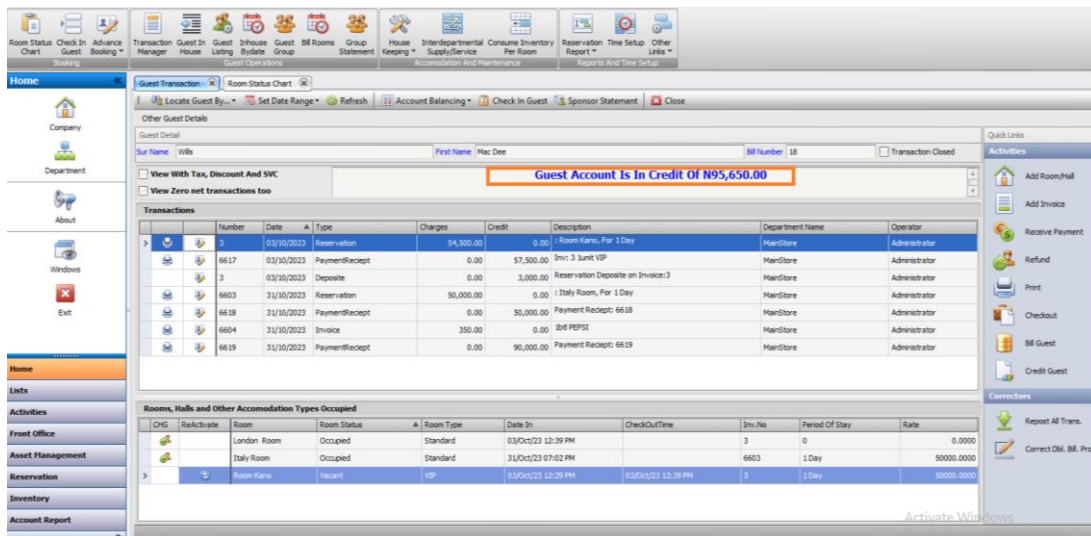 Room Status Chart
Check In Guest
Advance Booking
Transaction Manager
Guest In House
Guest Listing
Inhouse Bydate
Guest Group
Bill Rooms
Group Statement
House Keeping
Interdepartmental Supply/Service
Consume Inventory Per Room
Reservation Report
Time Setup
Other Links
Booking
Guest Operations
Accomodation And Maintenance
Reports And Time Setup
Home
Guest Transaction
Room Status Chart
Locate Guest By...
Set Date Range
Refresh
Account Balancing
Check In Guest
Sponsor Statement
Close
Company
Department
About
Windows
Exit
Home
Lists
Activities
Front Office
Asset Management
Reservation
Inventory
Account Report
Other Guest Details
Guest Detail
Sur Name Wills First Name Mac Dee Bill Number 18 Transaction Closed
View With Tax, Discount And SVC
View Zero net transactions too
Guest Account Is In Credit Of N95,650.00
Transactions
Number Date Type Charges Credit Description Department Name Operator
3 03/10/2023 Reservation 54,500.00 0.00 : Room Kano, For 1 Day MainStore Administrator
6617 03/10/2023 PaymentReciept 0.00 57,500.00 Inv: 3 1unit VIP MainStore Administrator
3 03/10/2023 Deposite 0.00 3,000.00 Reservation Deposite on Invoice:3 MainStore Administrator
6603 31/10/2023 Reservation 50,000.00 0.00 : Italy Room, For 1 Day MainStore Administrator
6618 31/10/2023 PaymentReciept 0.00 50,000.00 Payment Reciept: 6618 MainStore Administrator
6604 31/10/2023 Invoice 350.00 0.00 1btl PEPSI MainStore Administrator
6619 31/10/2023 PaymentReciept 0.00 90,000.00 Payment Reciept: 6619 MainStore Administrator
Rooms, Halls and Other Accomodation Types Occupied
CHG ReActivate Room Room Status Room Type Date In CheckOutTime Inv.No Period Of Stay Rate
London Room Occupied Standard 03/Oct/23 12:39 PM 3 0 0.0000
Italy Room Occupied Standard 31/Oct/23 07:02 PM 6603 1 Day 50000.0000
Room Kano Vacant VIP 03/Oct/23 12:29 PM 03/Oct/23 12:39 PM 3 1 Day 50000.0000
Quick Links
Activities
Add Room/Hall
Add Invoice
Receive Payment
Refund
Print
Checkout
Bill Guest
Credit Guest
Correctors
Repost All Trans.
Correct Dbl. Bill. Pro
Activate Windows